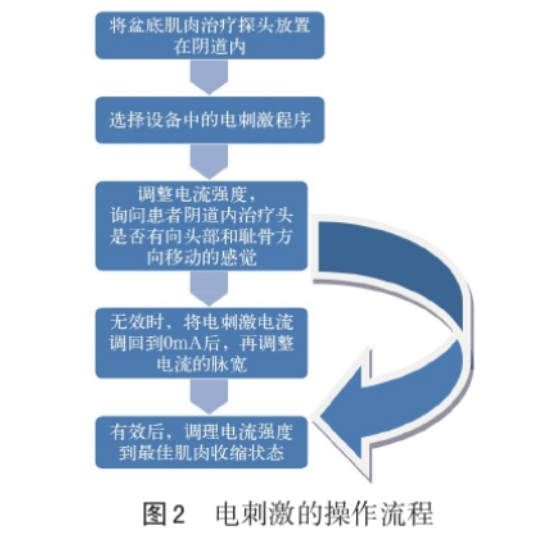 将盆底肌肉治疗探头放置
在阴道内
选择设备中的电刺激程序
调整电流强度，
询问患者阴道内治疗头
是否有向头部和耻骨方
向移动的感觉
无效时，将电刺激电流
调回到0mA后，再调整
电流的脉宽
有效后，调理电流强度
到最佳肌肉收缩状态
图2 电刺激的操作流程